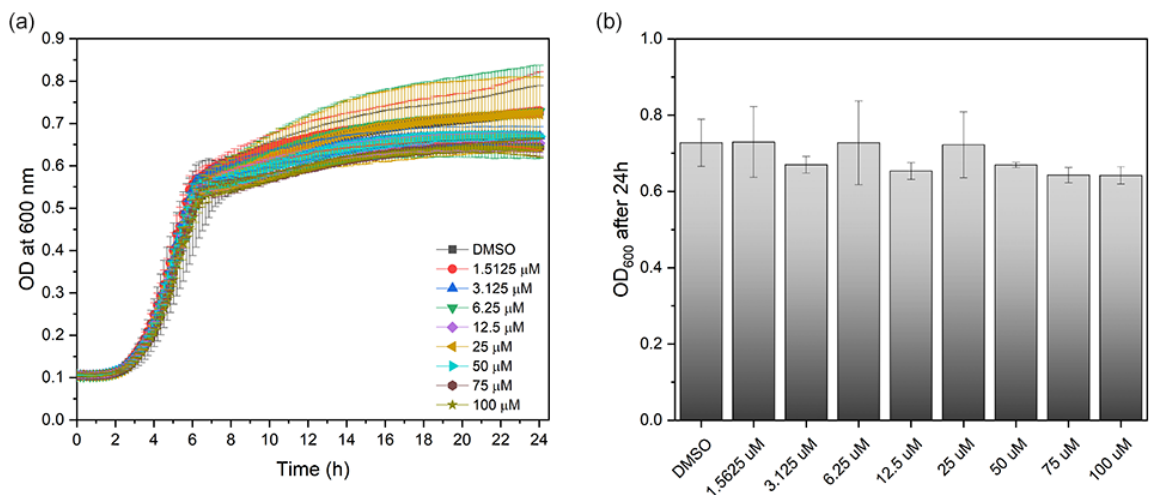 (a)
0.9
0.8
0.7
0.6
0.5
0.4
0.3
0.2
0.1
0.0
OD at 600 nm
DMSO
1.5125 μM
3.125 μM
6.25 μM
12.5 μM
25 μM
50 μM
75 μM
100 μM
0 2 4 6 8 10 12 14 16 18 20 22 24
Time (h)
(b)
1.0
0.8
0.6
0.4
0.2
0.0
OD600 after 24h
DMSO
1.5625 uM
3.125 uM
6.25 uM
12.5 uM
25 uM
50 uM
75 uM
100 uM